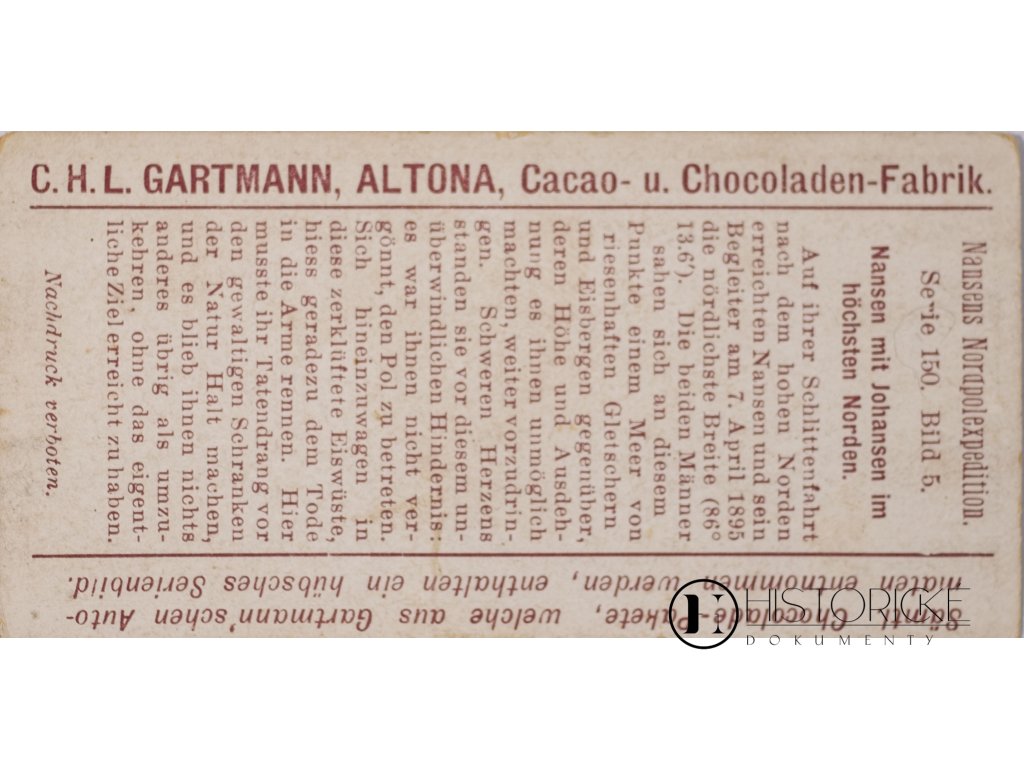 C. H. L. GARTMANN, ALTONA, Cacao- u. Chocoladen-Fabrik.
Nansens Nordpolexpedition.
Serie 150. Bild 5.
Nansen mit Johansen im
höchsten Norden.
Auf ihrer Schlittenfahrt
nach dem hohen Norden
erreichten Nansen und sein
Begleiter am 7. April 1895
die nördlichste Breite (86°
13.6′). Die beiden Männer
sahen sich an diesem
Punkte einem Meer von
riesenhaften Gletschern
und Eisbergen gegenüber,
deren Höhe und Ausdeh-
nung es ihnen unmöglich
machten, weiter vorzudrin-
gen. Schweren Herzens
standen sie vor diesem un-
überwindlichen Hindernis:
es war ihnen nicht ver-
gönnt, den Pol zu betreten.
Sich hineinzuwagen in
diese zerklüftete Eiswüste,
hiess geradezu dem Tode
in die Arme rennen. Hier
musste ihr Tatendrang vor
den gewaltigen Schranken
der Natur Halt machen,
und es blieb ihnen nichts
anderes übrig als umzu-
kehren, ohne das eigent-
liche Ziel erreicht zu haben.
Nachdruck verboten.
Sämtl. Chocolade-Pakete, welche aus Gartmann'schen Auto-
maten entnommen werden, enthalten ein hübsches Serienbild.
HISTORICKÉ
DOKUMENTY